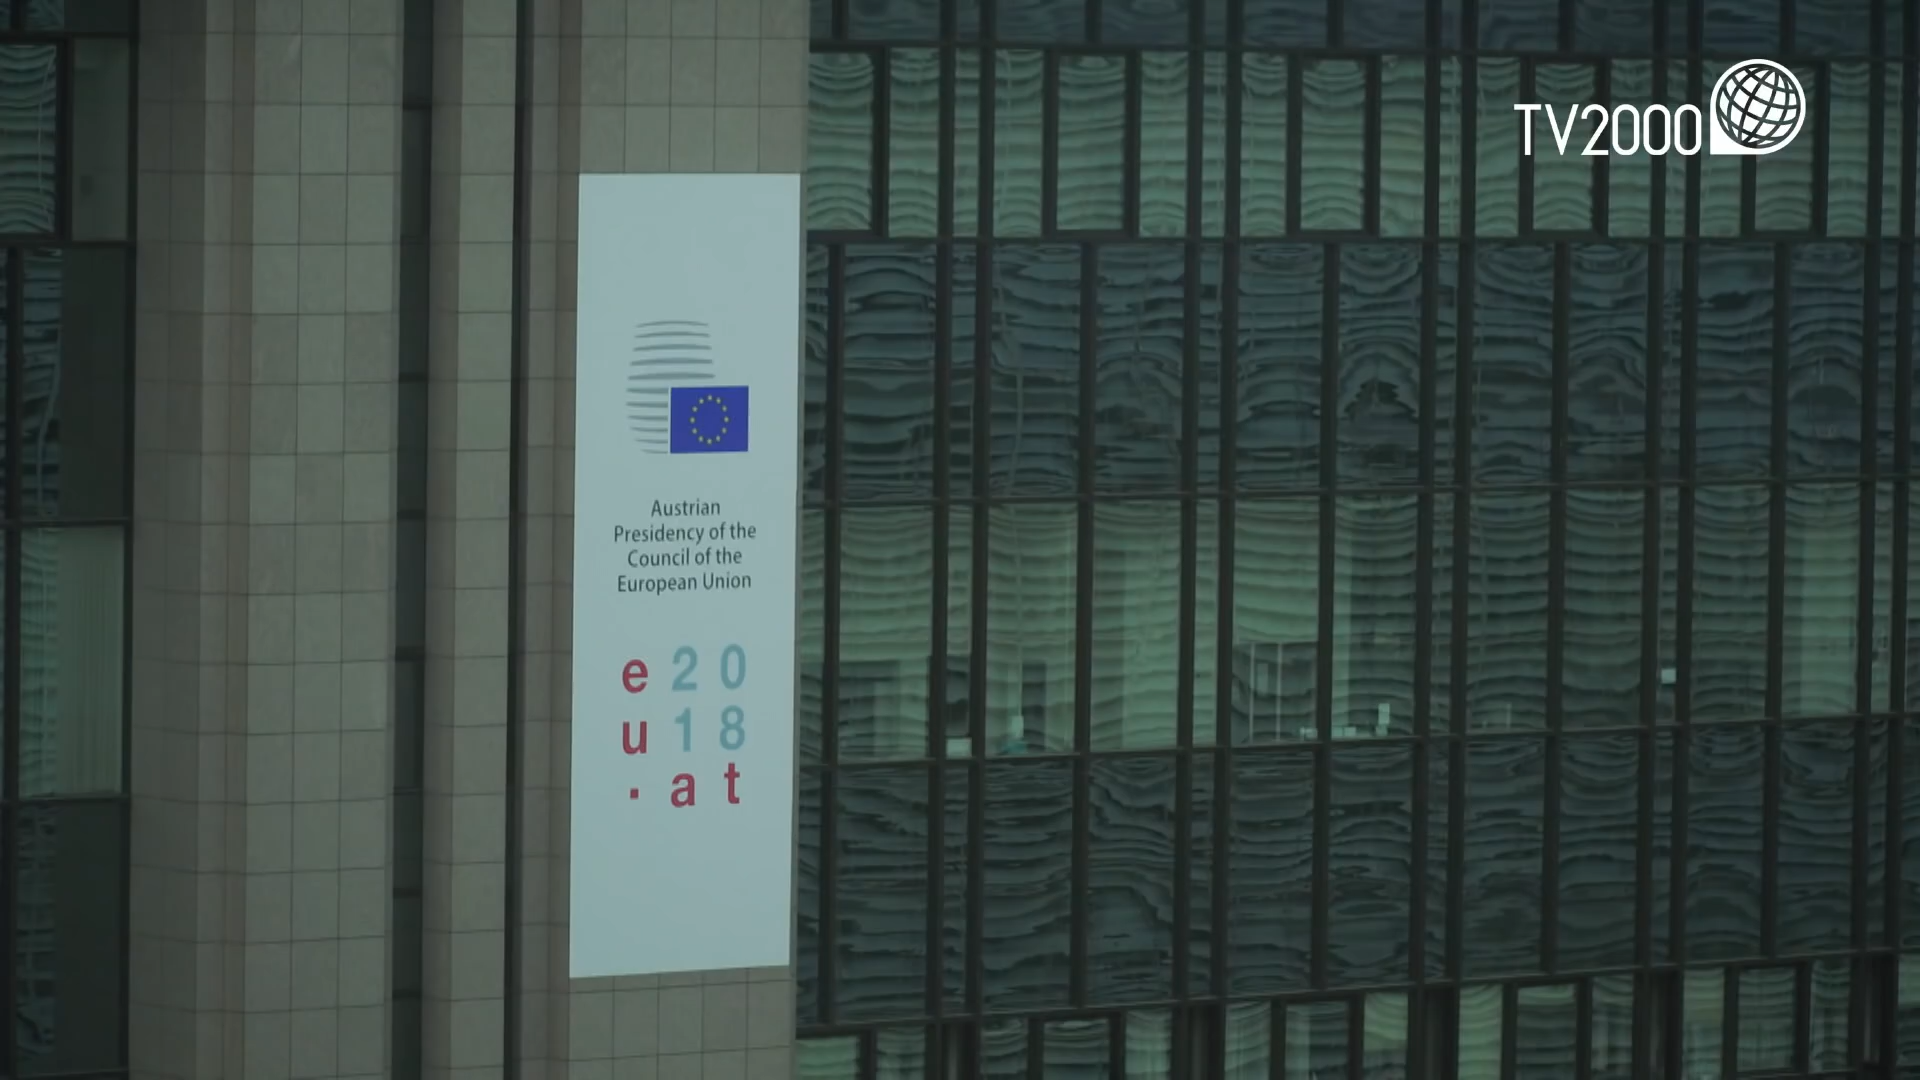 TV2000
Austrian
Presidency of the
Council of the
European Union
e 2 0
u 1 8
. a t